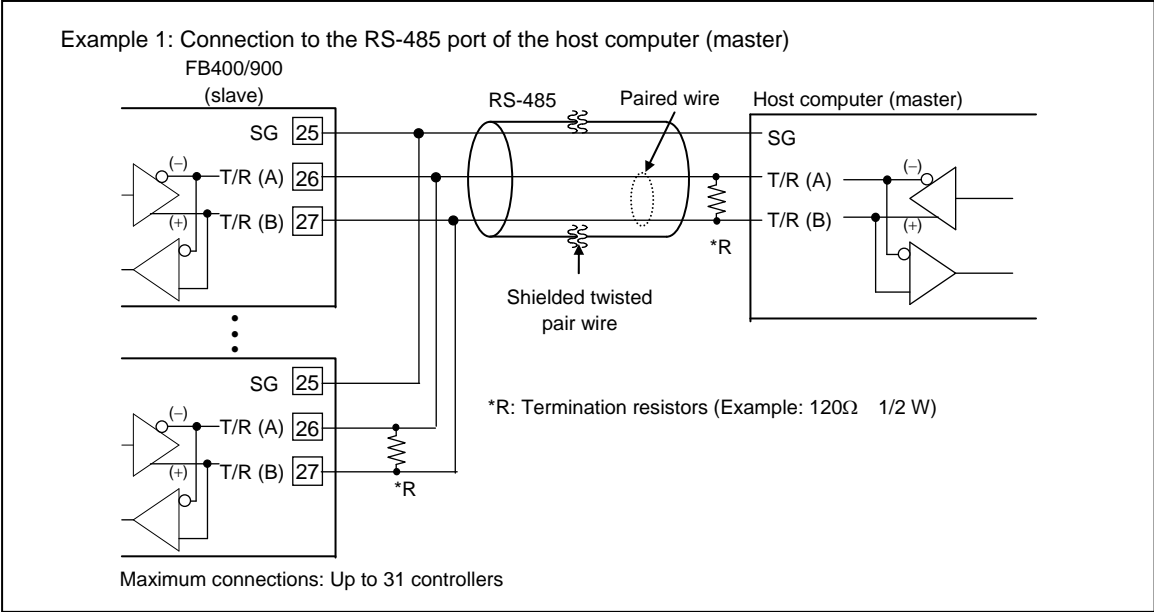 Example 1: Connection to the RS-485 port of the host computer (master)
FB400/900
(slave)
RS-485
Paired wire
Host computer (master)
SG 25
SG
(−)
T/R (A) 26
T/R (A)
(−)
(+)
T/R (B) 27
T/R (B)
(+)
*R
Shielded twisted
pair wire
SG 25
*R: Termination resistors (Example: 120Ω 1/2 W)
(−)
T/R (A) 26
(+)
T/R (B) 27
*R
Maximum connections: Up to 31 controllers